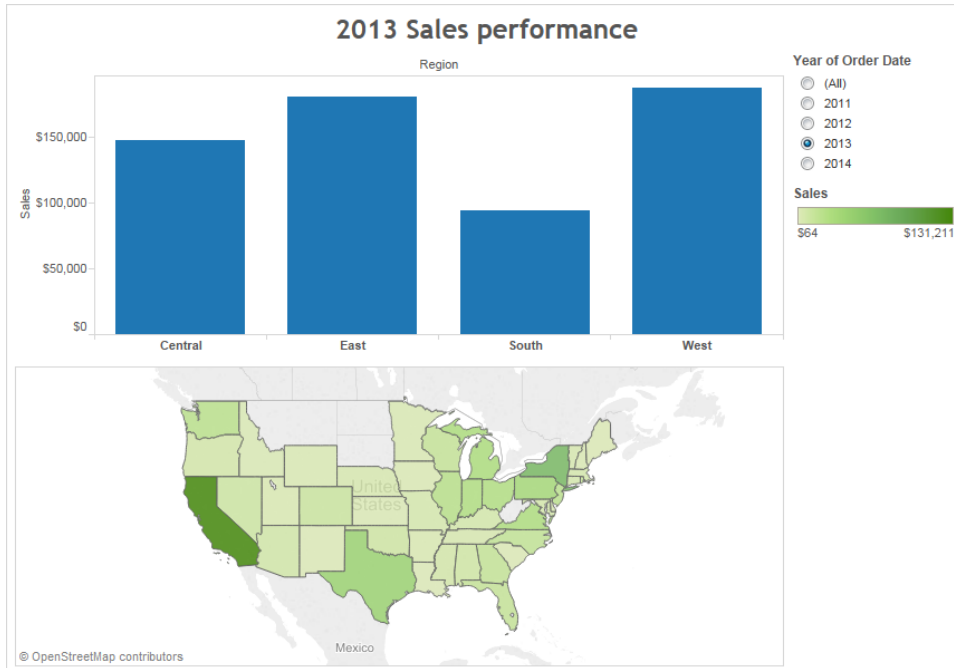 2013 Sales performance
Region
Sales
$150,000
$100,000
$50,000
$0
Central East South West
Year of Order Date
(All)
2011
2012
2013
2014
Sales
$64 $131,211
United
States
Mexico
© OpenStreetMap contributors